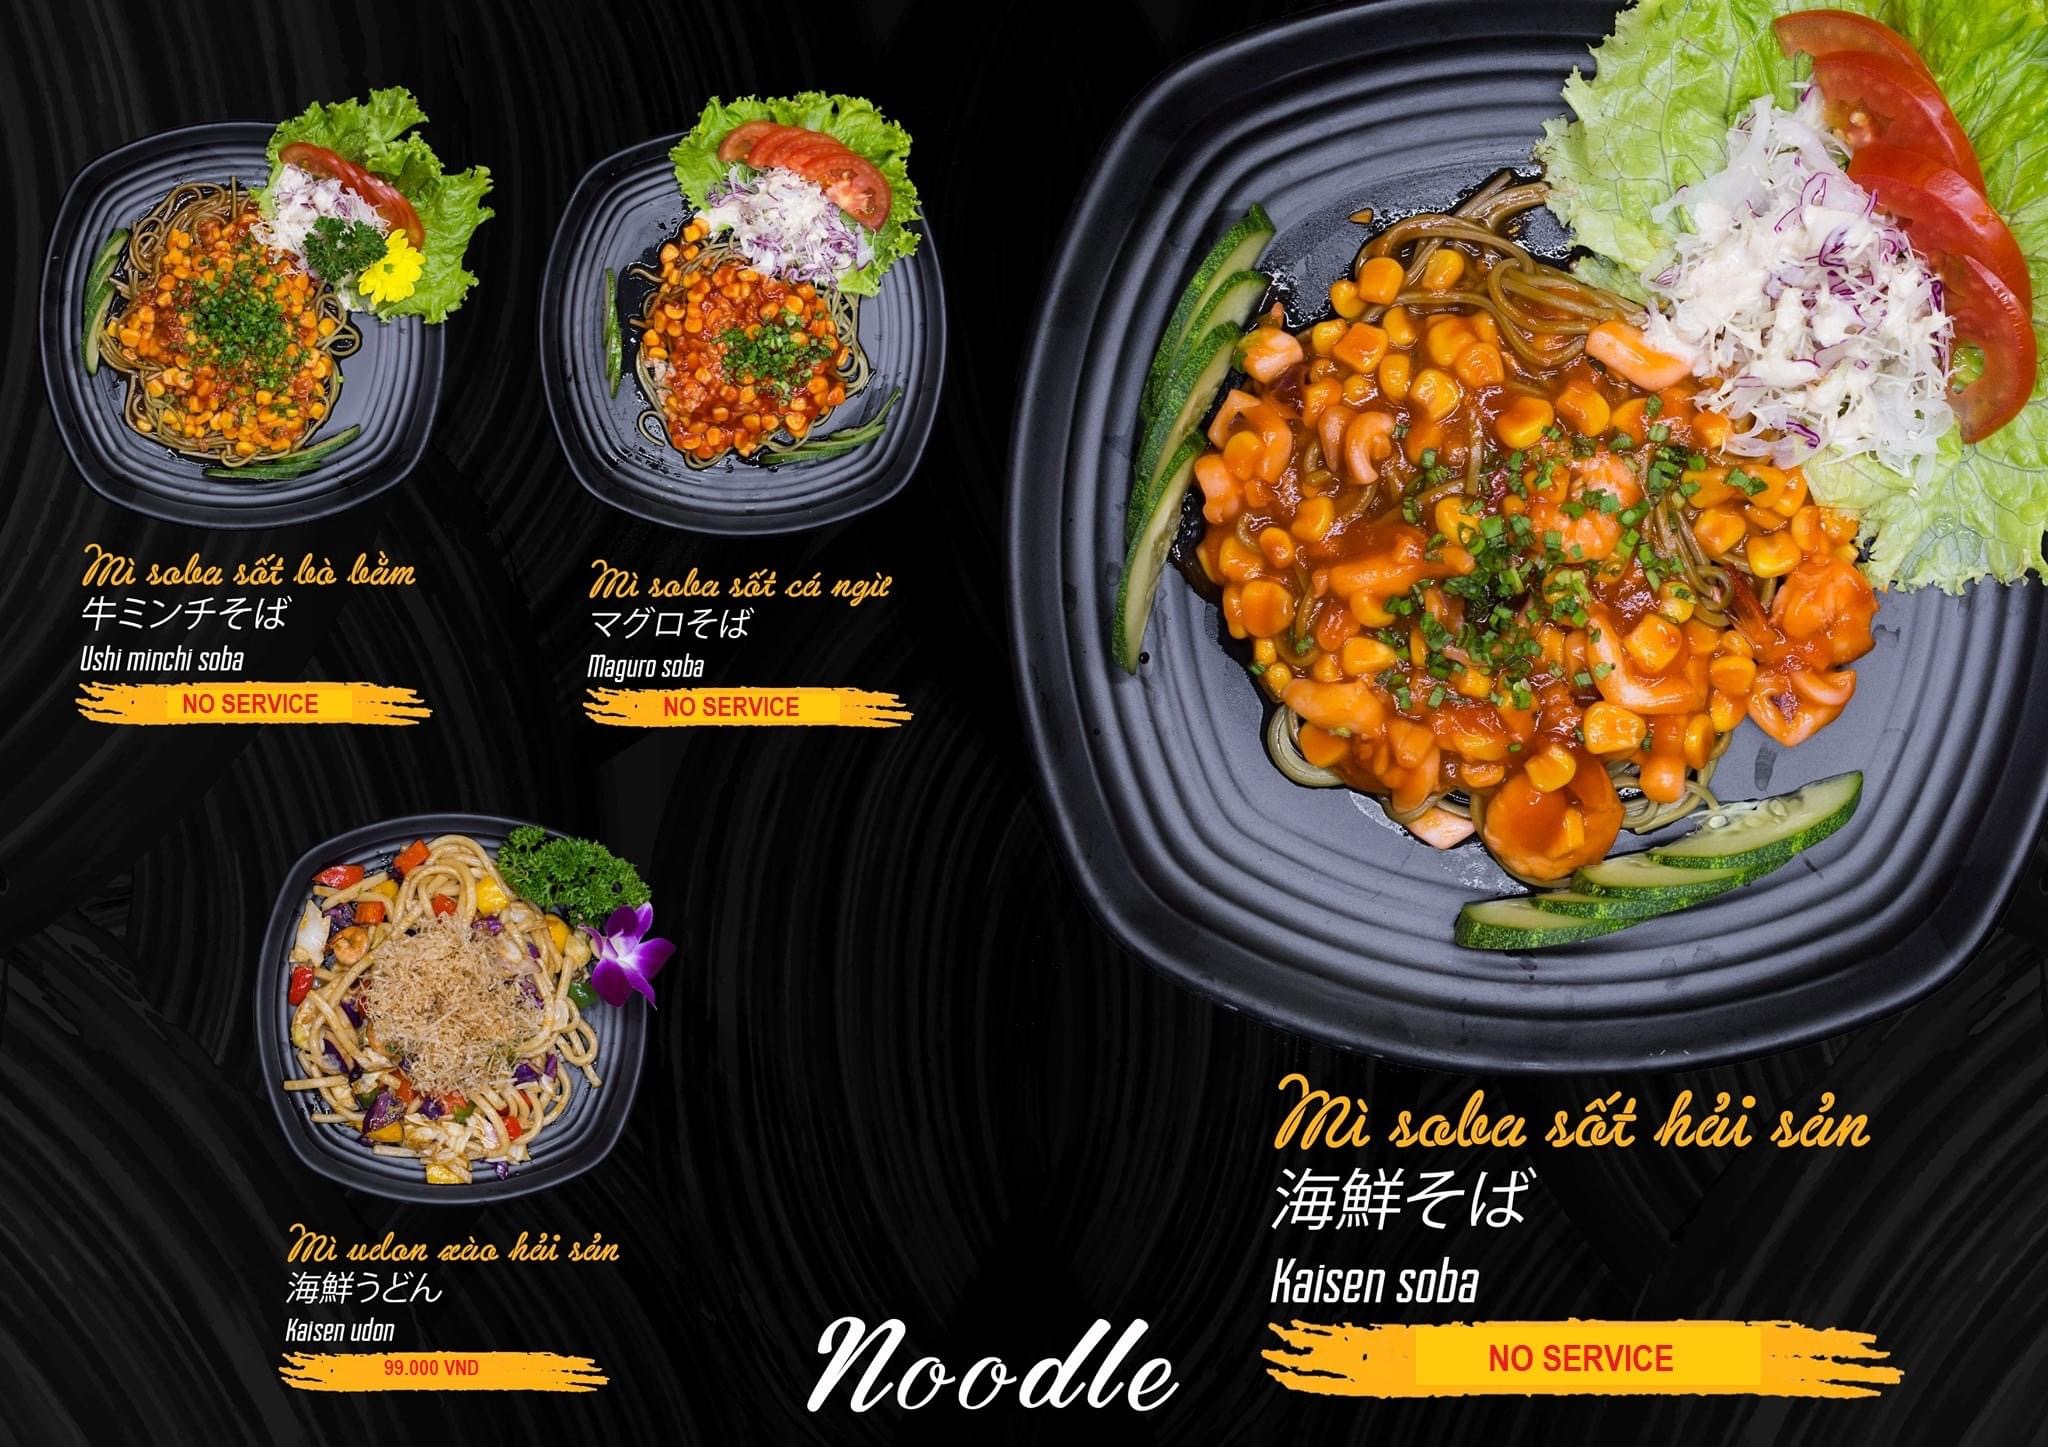 Mì soba sốt bò bằm
牛ミンチそば
Ushi minchi soba
NO SERVICE
Mì soba sốt cá ngừ
マグロそば
Maguro soba
NO SERVICE
Mì udon xào hải sản
海鮮うどん
Kaisen udon
99.000 VND
Noodle
Mì soba sốt hải sản
海鮮そば
Kaisen soba
NO SERVICE